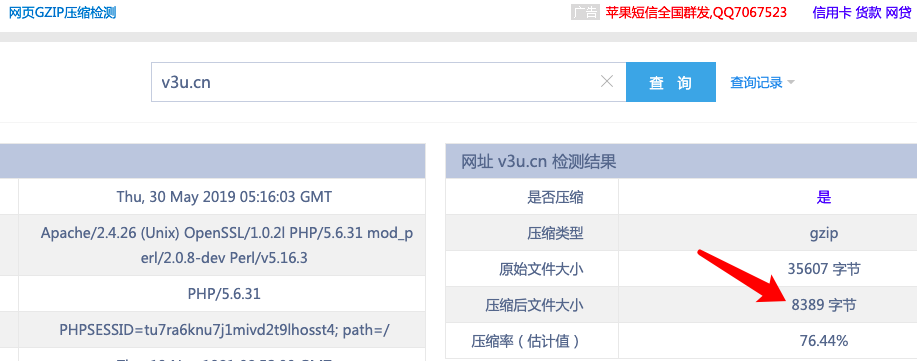 网页GZIP压缩检测
广告 苹果短信全国群发,QQ7067523 信用卡 贷款 网贷
v3u.cn 查 询 查询记录
网址 v3u.cn 检测结果
Thu, 30 May 2019 05:16:03 GMT
是否压缩 是
Apache/2.4.26 (Unix) OpenSSL/1.0.2l PHP/5.6.31 mod_p
erl/2.0.8-dev Perl/v5.16.3
压缩类型 gzip
原始文件大小 35607 字节
PHP/5.6.31
压缩后文件大小 8389 字节
PHPSESSID=tu7ra6knu7j1mivd2t9lhosst4; path=/
压缩率（估计值） 76.44%